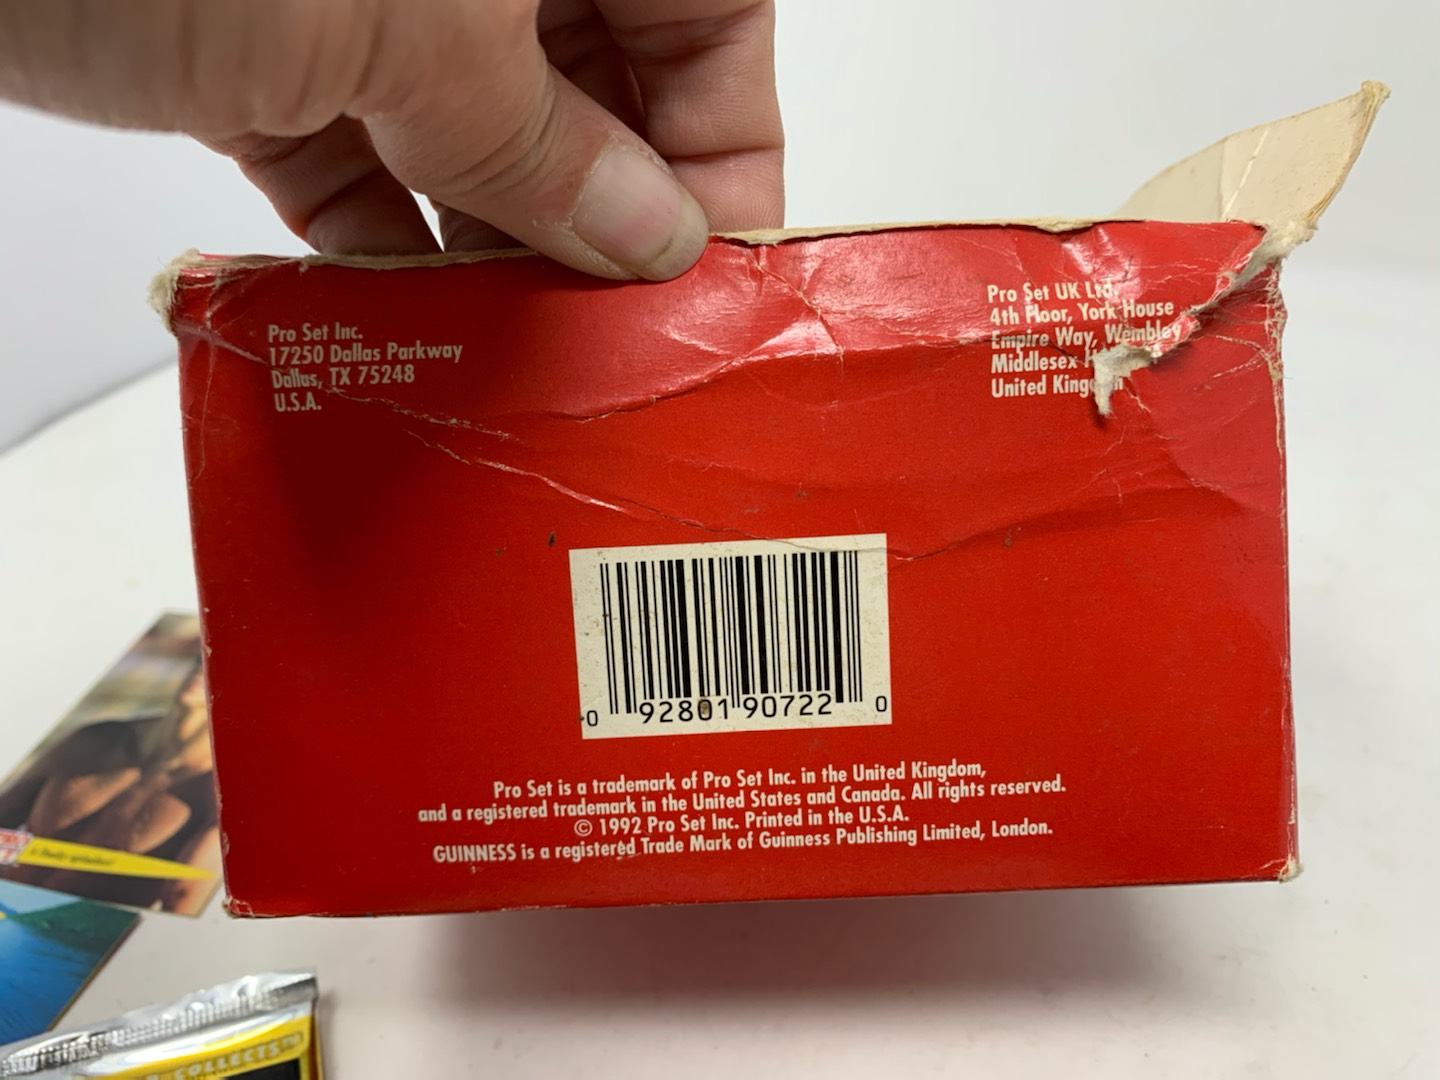 Pro Set Inc.
17250 Dallas Parkway
Dallas, TX 75248
U.S.A.
Pro Set UK Ltd.
4th Floor, York House
Empire Way, Wembley
Middlesex
United
0 92801 90722 0
Pro Set is a trademark of Pro Set Inc. in the United Kingdom,
and a registered trademark in the United States and Canada. All rights reserved.
© 1992 Pro Set Inc. Printed in the U.S.A.
GUINNESS is a registered Trade Mark of Guinness Publishing Limited, London.
COLLECTS™